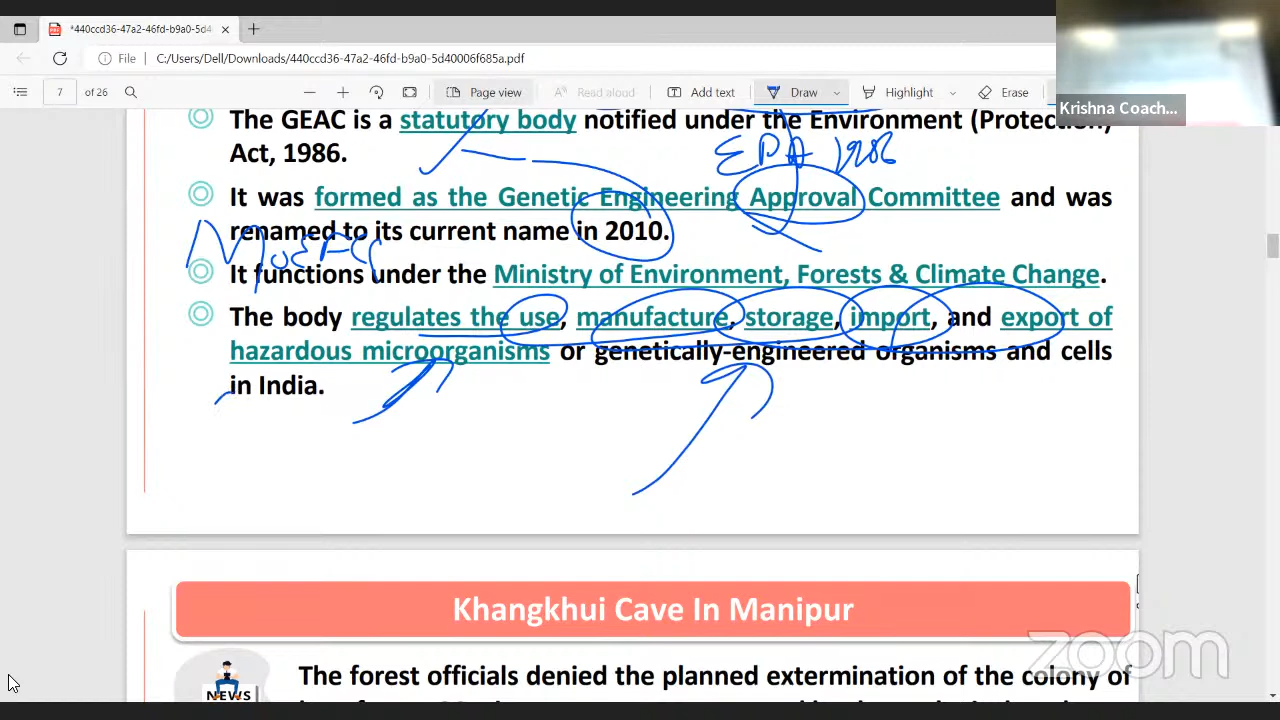 *440ccd36-47a2-46fd-b9a0-5d4
File C:/Users/Dell/Downloads/440ccd36-47a2-46fd-b9a0-5d40006f685a.pdf
7 of 26 Page view Read aloud Add text Draw Highlight Erase
Krishna Coach...
The GEAC is a statutory body notified under the Environment (Protection)
Act, 1986.
EPA 1986
It was formed as the Genetic Engineering Approval Committee and was
renamed to its current name in 2010.
It functions under the Ministry of Environment, Forests & Climate Change.
The body regulates the use, manufacture, storage, import, and export of
hazardous microorganisms or genetically-engineered organisms and cells
in India.
Khangkhui Cave In Manipur
zoom
The forest officials denied the planned extermination of the colony of
NEWS